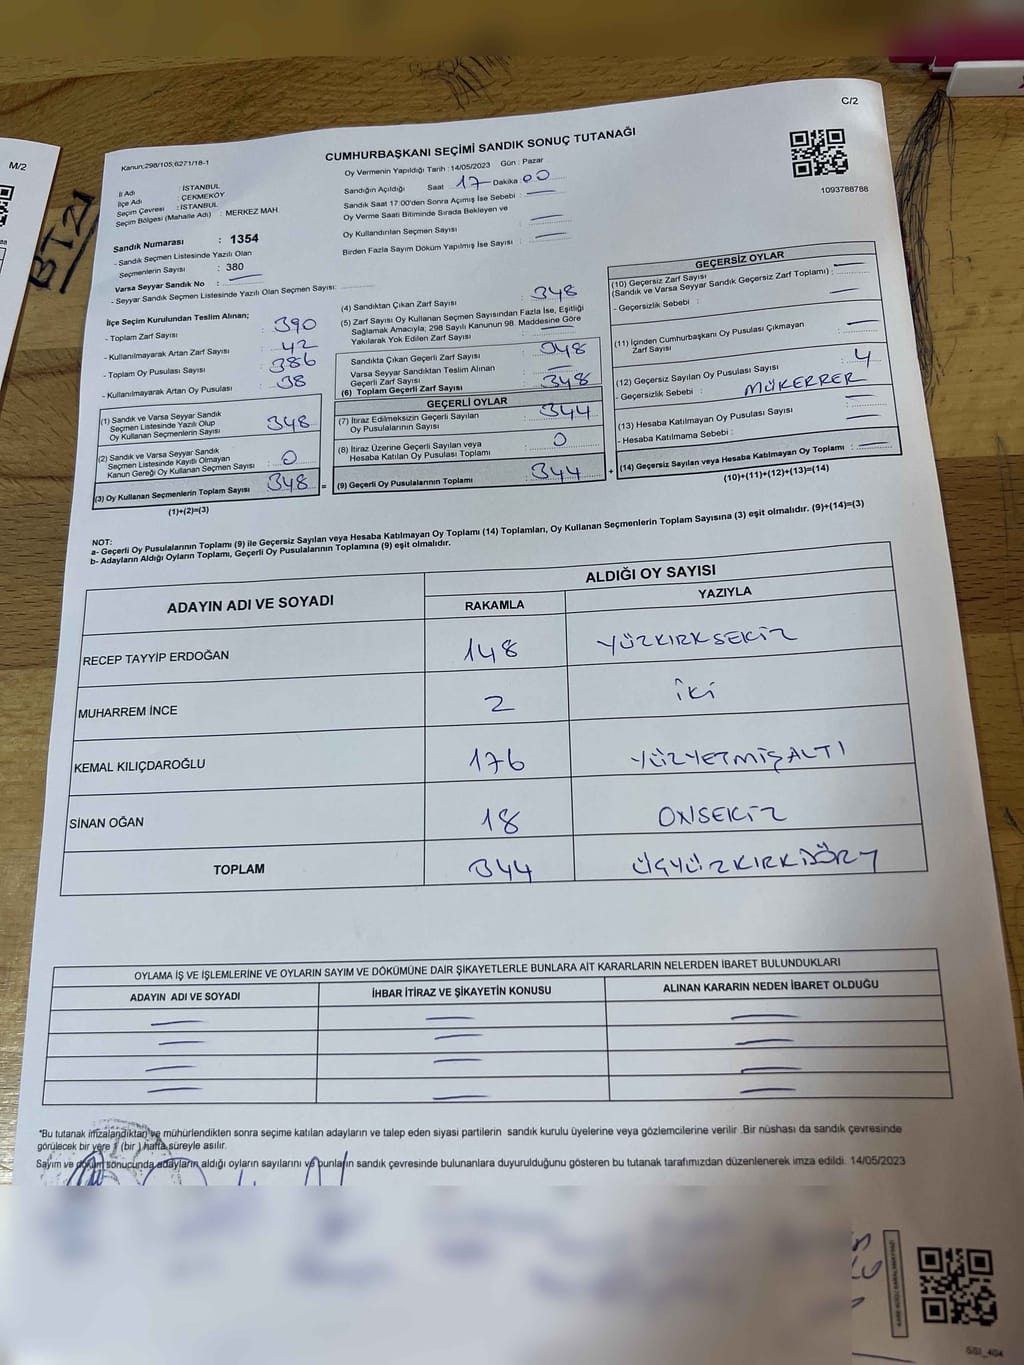 C/2
M/2
BT21
Kanun:298/105,6271/18-1
CUMHURBAŞKANI SEÇİMİ SANDIK SONUÇ TUTANAĞI
1093788788
İl Adı : İSTANBUL
İlçe Adı : ÇEKMEKÖY
Seçim Çevresi : İSTANBUL
Seçim Bölgesi (Mahalle Adı) : MERKEZ MAH.
Sandık Numarası : 1354
- Sandık Seçmen Listesinde Yazılı Olan
Seçmenlerin Sayısı : 380
Varsa Seyyar Sandık No :
- Seyyar Sandık Seçmen Listesinde Yazılı Olan Seçmen Sayısı:
Oy Vermenin Yapıldığı Tarih : 14/05/2023 Gün : Pazar
Sandığın Açıldığı Saat 17 Dakika 00
Sandık Saat 17:00'den Sonra Açımış İse Sebebi :
Oy Verme Saati Bitiminde Sırada Bekleyen ve
Oy Kullandırılan Seçmen Sayısı :
Birden Fazla Sayım Döküm Yapılmış İse Sayısı :
İlçe Seçim Kurulundan Teslim Alınan;
- Toplam Zarf Sayısı : 390
- Kullanılmayarak Artan Zarf Sayısı : 42
- Toplam Oy Pusulası Sayısı : 386
- Kullanılmayarak Artan Oy Pusulası : 38
(1) Sandık ve Varsa Seyyar Sandık
Seçmen Listesinde Yazılı Olup
Oy Kullanan Seçmenlerin Sayısı : 348
(2) Sandık ve Varsa Seyyar Sandık
Seçmen Listesinde Kayıtlı Olmayan
Kanun Gereği Oy Kullanan Seçmen Sayısı : 0
(3) Oy Kullanan Seçmenlerin Toplam Sayısı 348 =
(1)+(2)=(3)
(4) Sandıktan Çıkan Zarf Sayısı : 348
(5) Zarf Sayısı Oy Kullanan Seçmen Sayısından Fazla İse, Eşitliği
Sağlamak Amacıyla; 298 Sayılı Kanunun 98. Maddesine Göre
Yakılarak Yok Edilen Zarf Sayısı :
Sandıkta Çıkan Geçerli Zarf Sayısı : 348
Varsa Seyyar Sandıktan Teslim Alınan
Geçerli Zarf Sayısı :
(6) Toplam Geçerli Zarf Sayısı : 348
GEÇERLİ OYLAR
(7) İtiraz Edilmeksizin Geçerli Sayılan
Oy Pusulalarının Sayısı : 344
(8) İtiraz Üzerine Geçerli Sayılan veya
Hesaba Katılan Oy Pusulası Toplamı : 0
(9) Geçerli Oy Pusulalarının Toplamı : 344 +
GEÇERSİZ OYLAR
(10) Geçersiz Zarf Sayısı
(Sandık ve Varsa Seyyar Sandık Geçersiz Zarf Toplamı) :
- Geçersizlik Sebebi :
(11) İçinden Cumhurbaşkanı Oy Pusulası Çıkmayan
Zarf Sayısı :
(12) Geçersiz Sayılan Oy Pusulası Sayısı : 4
- Geçersizlik Sebebi : MÜKERRER
(13) Hesaba Katılmayan Oy Pusulası Sayısı :
- Hesaba Katılmama Sebebi :
(14) Geçersiz Sayılan veya Hesaba Katılmayan Oy Toplamı :
(10)+(11)+(12)+(13)=(14)
NOT:
a- Geçerli Oy Pusulalarının Toplamı (9) ile Geçersiz Sayılan veya Hesaba Katılmayan Oy Toplamı (14) Toplamları, Oy Kullanan Seçmenlerin Toplam Sayısına (3) eşit olmalıdır. (9)+(14)=(3)
b- Adayların Aldığı Oyların Toplamı, Geçerli Oy Pusulalarının Toplamına (9) eşit olmalıdır.
ADAYIN ADI VE SOYADI
ALDIĞI OY SAYISI
RAKAMLA YAZIYLA
RECEP TAYYİP ERDOĞAN 148 YÜZKIRKSEKİZ
MUHARREM İNCE 2 İKİ
KEMAL KILIÇDAROĞLU 176 YÜZYETMİŞALTI
SİNAN OĞAN 18 ONSEKİZ
TOPLAM 344 ÜÇYÜZKIRKDÖRT
OYLAMA İŞ VE İŞLEMLERİNE VE OYLARIN SAYIM VE DÖKÜMÜNE DAİR ŞİKAYETLERLE BUNLARA AİT KARARLARIN NELERDEN İBARET BULUNDUKLARI
ADAYIN ADI VE SOYADI İHBAR İTİRAZ VE ŞİKAYETİN KONUSU ALINAN KARARIN NEDEN İBARET OLDUĞU
*Bu tutanak imzalandıktan ve mühürlendikten sonra seçime katılan adayların ve talep eden siyasi partilerin sandık kurulu üyelerine veya gözlemcilerine verilir .Bir nüshası da sandık çevresinde
görülecek bir yere 1 (bir ) hafta süreyle asılır.
Sayım ve döküm sonucunda adayların aldığı oyların sayılarını ve bunların sandık çevresinde bulunanlara duyurulduğunu gösteren bu tutanak tarafımızdan düzenlenerek imza edildi. 14/05/2023